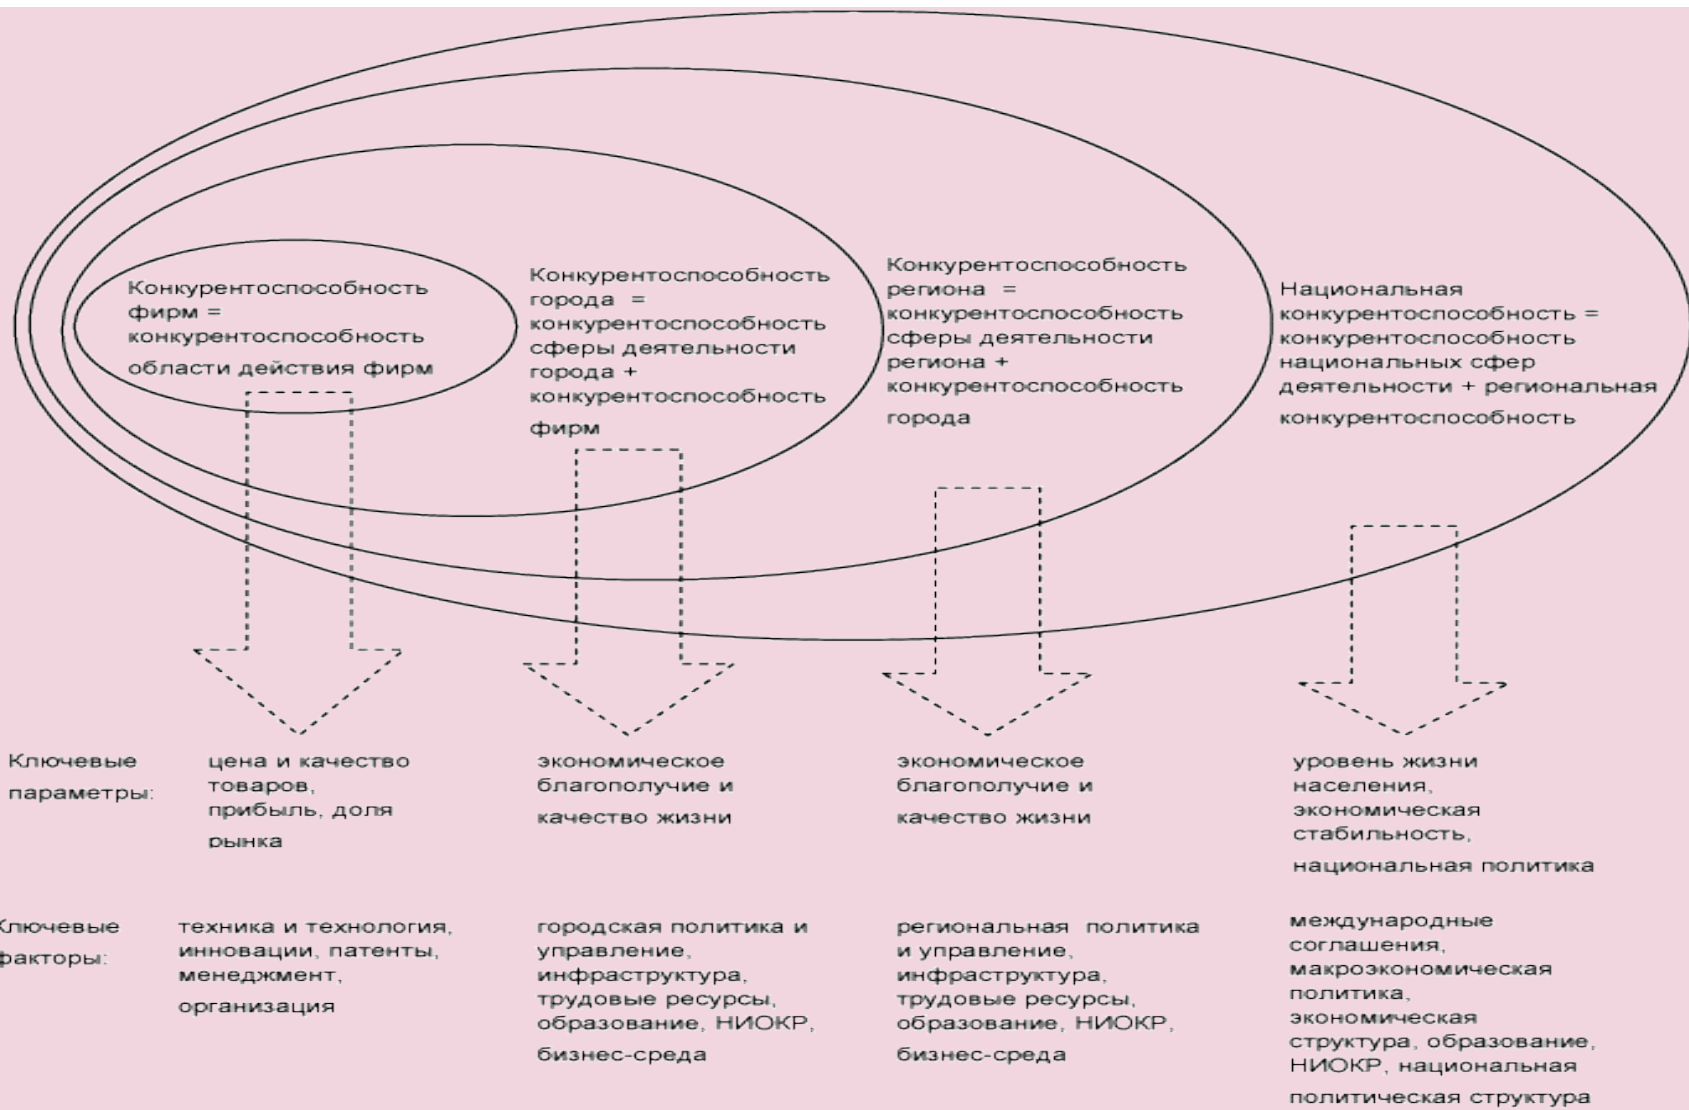 Конкурентоспособность
фирм =
конкурентоспособность
области действия фирм
Конкурентоспособность
города =
конкурентоспособность
сферы деятельности
города +
конкурентоспособность
фирм
Конкурентоспособность
региона =
конкурентоспособность
сферы деятельности
региона +
конкурентоспособность
города
Национальная
конкурентоспособность =
конкурентоспособность
национальных сфер
деятельности + региональная
конкурентоспособность
Ключевые
параметры:
цена и качество
товаров,
прибыль, доля
рынка
экономическое
благополучие и
качество жизни
экономическое
благополучие и
качество жизни
уровень жизни
населения,
экономическая
стабильность,
национальная политика
Ключевые
факторы:
техника и технология,
инновации, патенты,
менеджмент,
организация
городская политика и
управление,
инфраструктура,
трудовые ресурсы,
образование, НИОКР,
бизнес-среда
региональная политика
и управление,
инфраструктура,
трудовые ресурсы,
образование, НИОКР,
бизнес-среда
международные
соглашения,
макроэкономическая
политика,
экономическая
структура, образование,
НИОКР, национальная
политическая структура